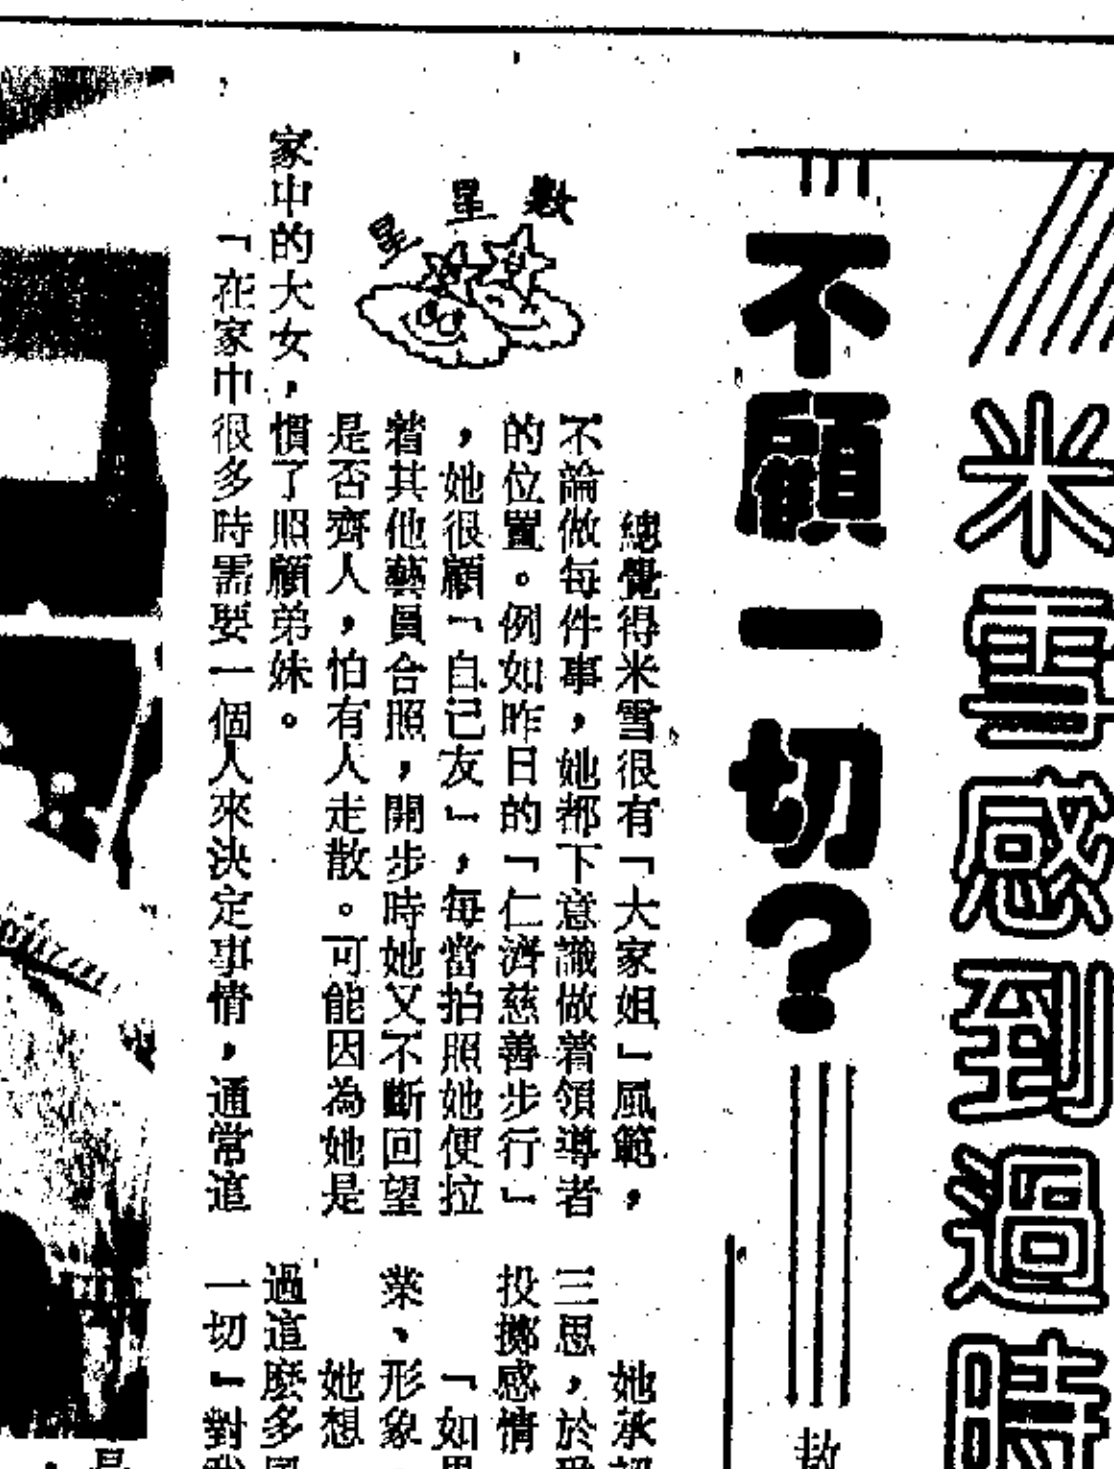 米雪感到過時
不顧一切?
數星星
總覺得米雪很有「大家姐」風範,
不論做每件事,她都下意識做着領導者
的位置。例如昨日的「仁濟慈善步行」
,她很顧「自己友」,每當拍照她便拉
着其他藝員合照,開步時她又不斷回望
是否齊人,怕有人走散。可能因為她是
家中的大女,慣了照顧弟妹。
「在家中很多時需要一個人來決定事情,通常這
她承認
三思,於
投擲感情
「如
業、形象
她想
過這麼多
一切」對我